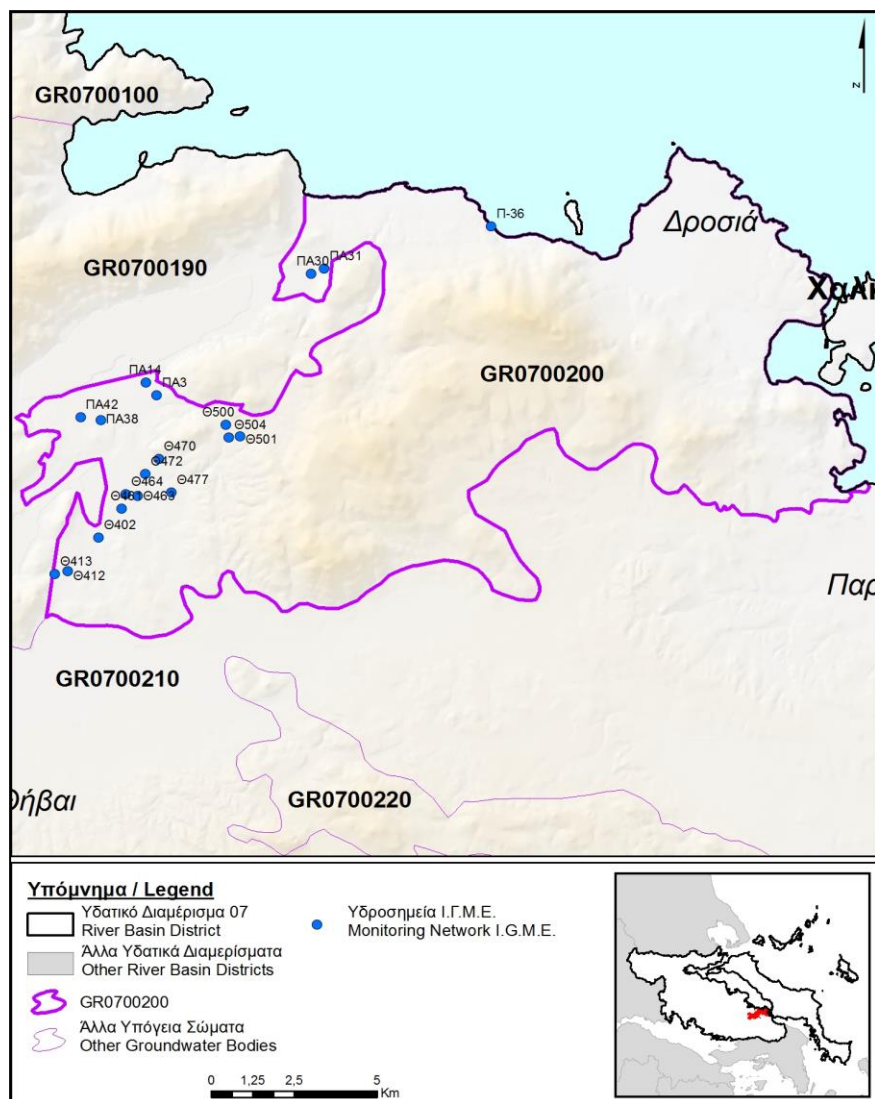 GR0700100
Z
Π-36
Δροσιά
ΠΑ31
ΠΑ30
GR0700190
GR0700200
ΠΑ14
ΠΑ3
ΠΑ42
ΠΑ38
Θ500
Θ504
Θ501
Θ470
Θ472
Θ464
Θ477
Θ463
Θ402
Θ413
Θ412
GR0700210
GR0700220
Υπόμνημα / Legend
Υδατικό Διαμέρισμα 07
River Basin District
Άλλα Υδατικά Διαμερίσματα
Other River Basin Districts
GR0700200
Άλλα Υπόγεια Σώματα
Other Groundwater Bodies
Υδροσημεία Ι.Γ.Μ.Ε.
Monitoring Network I.G.M.E.
0 1,25 2,5 5
Km